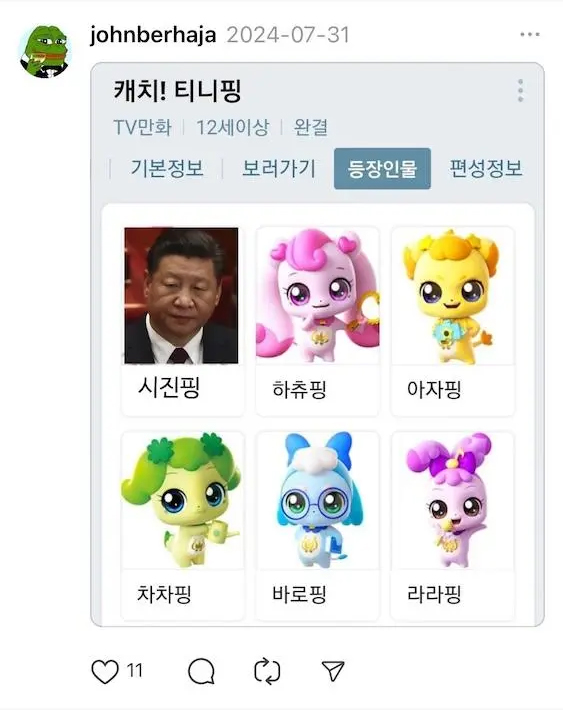 johnberhaja 2024-07-31
캐치! 티니핑
TV만화 | 12세이상 | 완결
기본정보 | 보러가기 등장인물 편성정보
시진핑 하츄핑 아자핑
차차핑 바로핑 라라핑
11